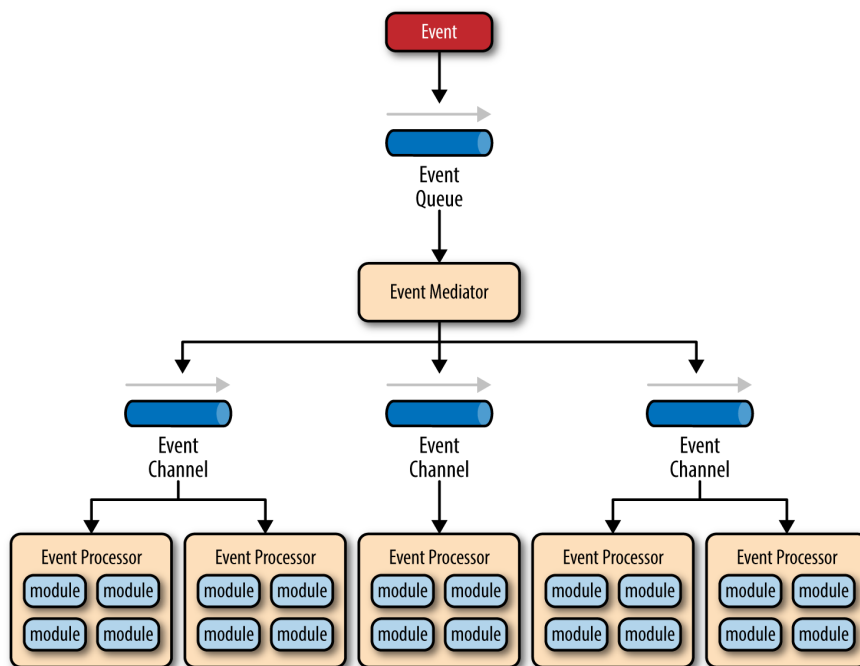 Event
Event
Queue
Event Mediator
Event
Channel
Event
Channel
Event
Channel
Event Processor
module module
module module
Event Processor
module module
module module
Event Processor
module module
module module
Event Processor
module module
module module
Event Processor
module module
module module